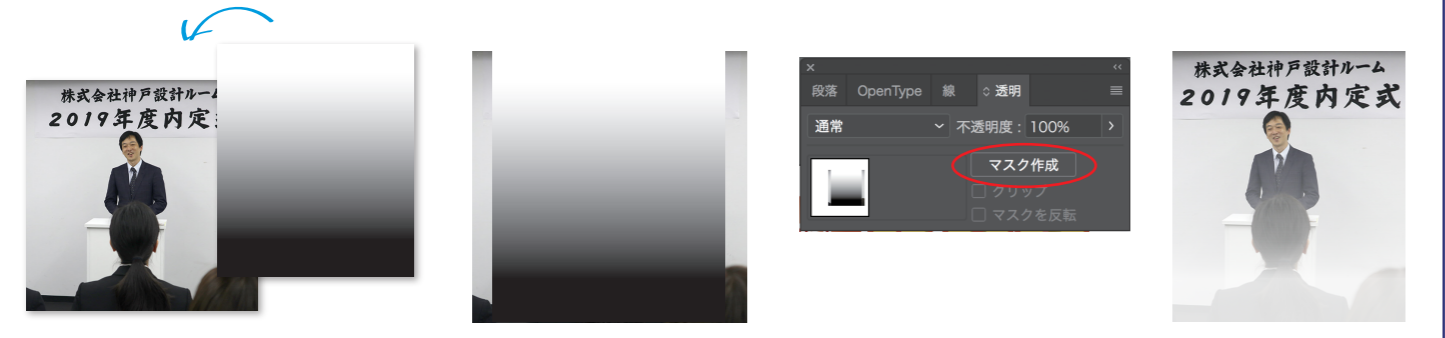 株式会社神戸設計ルーム
2019年度内定
段落 OpenType 線 透明
通常 不透明度 : 100%
マスク作成
クリップ
マスクを反転
株式会社神戸設計ルーム
2019年度内定式